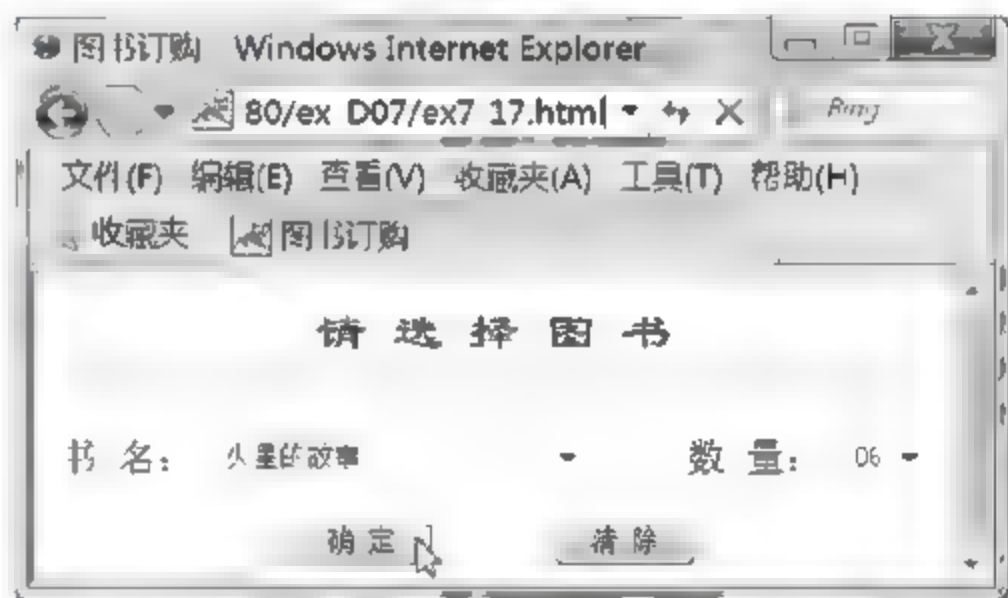 图书订购 Windows Internet Explorer
80/ex D07/ex7 17.html Bing
文件(F) 编辑(E) 查看(V) 收藏夹(A) 工具(T) 帮助(H)
收藏夹 图书订购
请 选 择 图 书
书 名： 火星的故事 数 量： 06
确 定 清 除